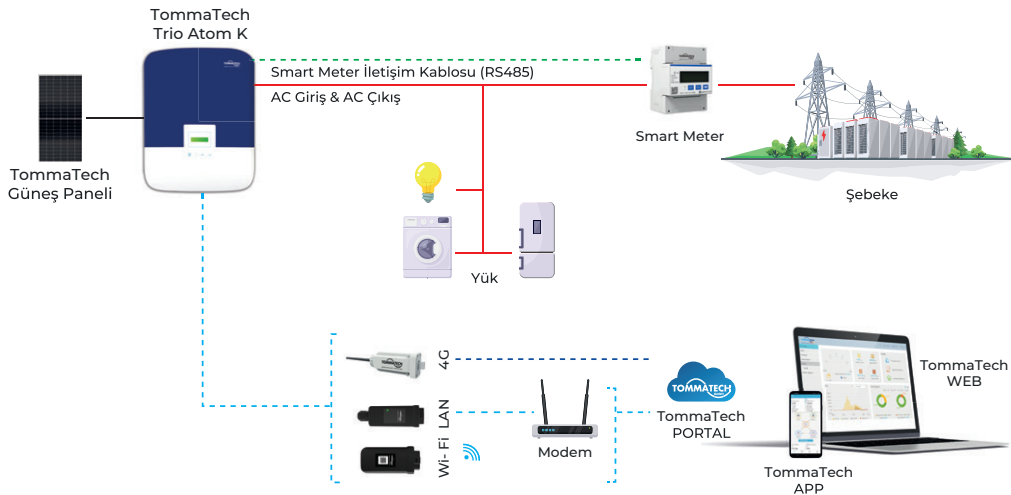 TommaTech
Trio Atom K
Smart Meter İletişim Kablosu (RS485)
AC Giriş & AC Çıkış
TommaTech
Güneş Paneli
Smart Meter
Şebeke
Yük
4G
LAN
Wi- Fi
Modem
TOMMATECH
TommaTech
PORTAL
TommaTech
WEB
TommaTech
APP